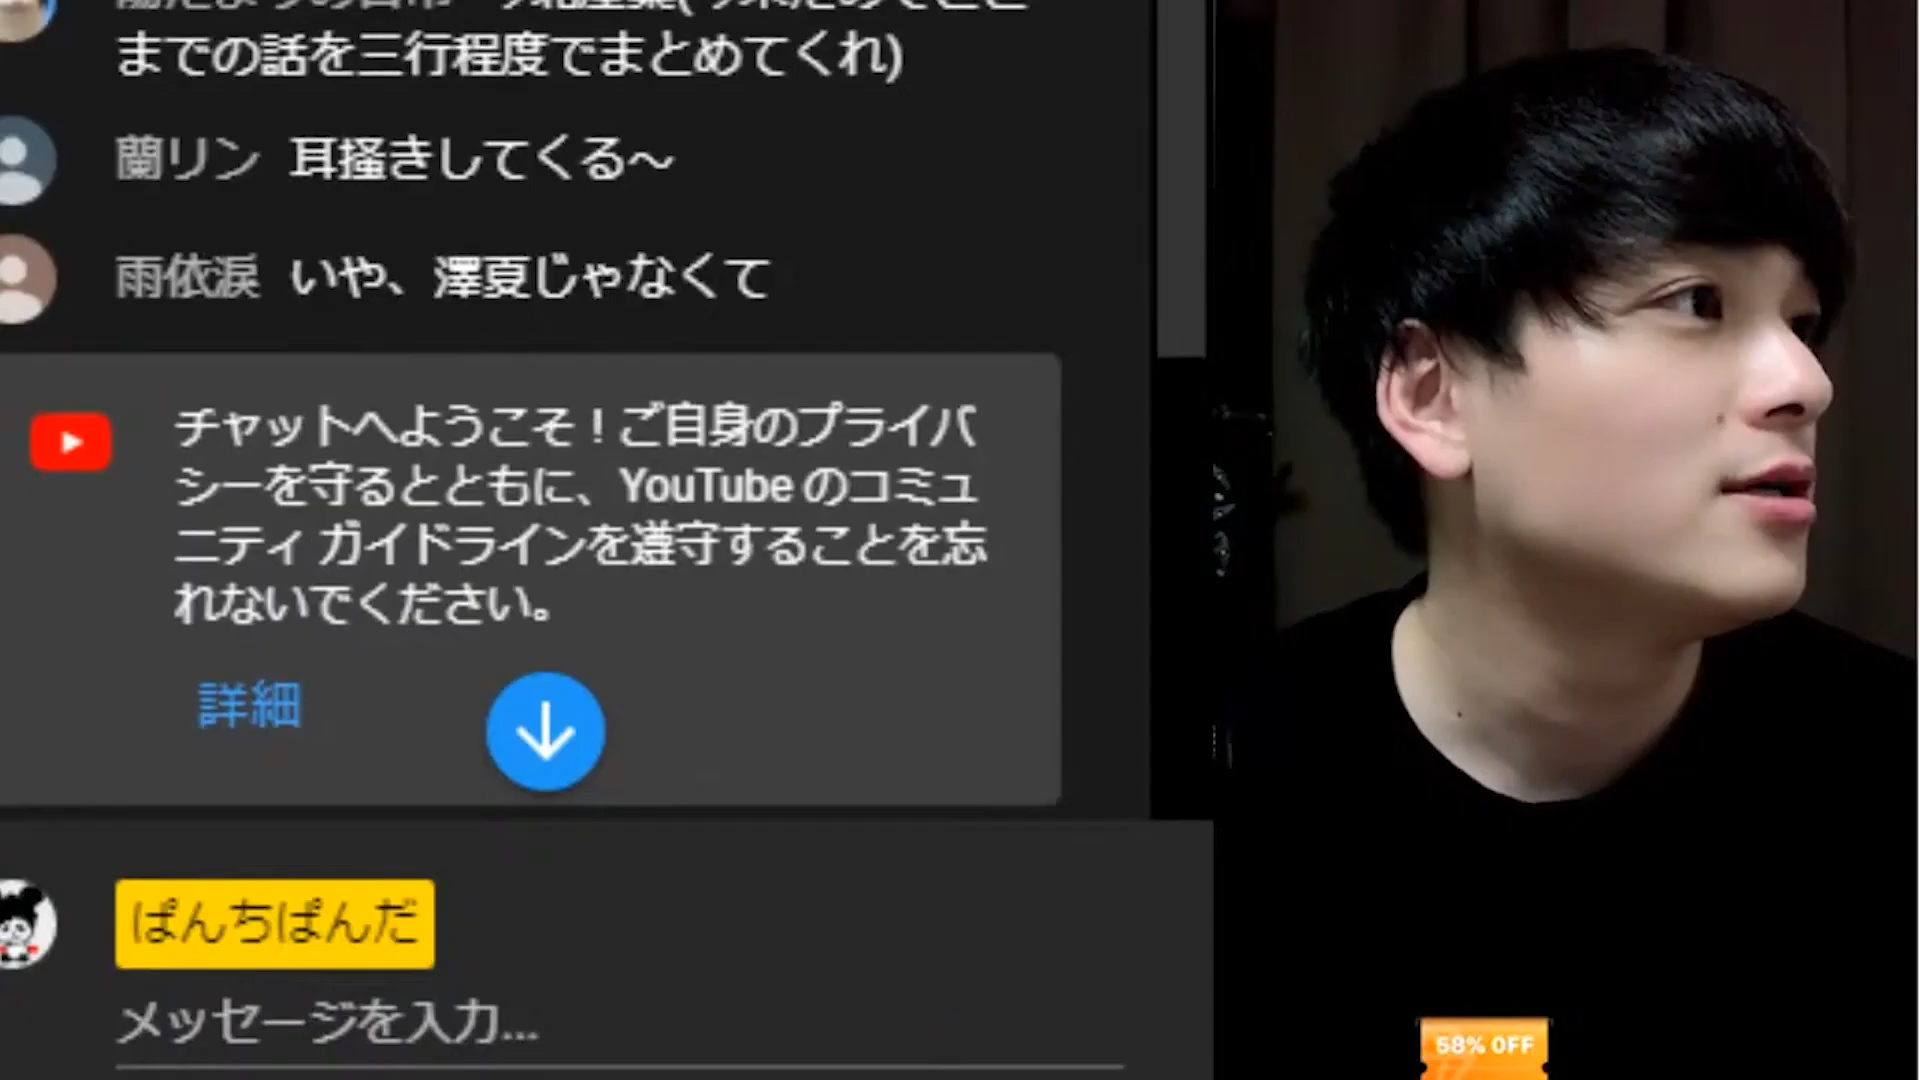 までの話を三行程度でまとめてくれ)
蘭リン 耳掻きしてくる〜
雨依涙 いや、澤夏じゃなくて
チャットへようこそ！ご自身のプライバ
シーを守るとともに、YouTube のコミュ
ニティ ガイドラインを遵守することを忘
れないでください。
詳細
ぱんちぱんだ
メッセージを入力...
58% OFF